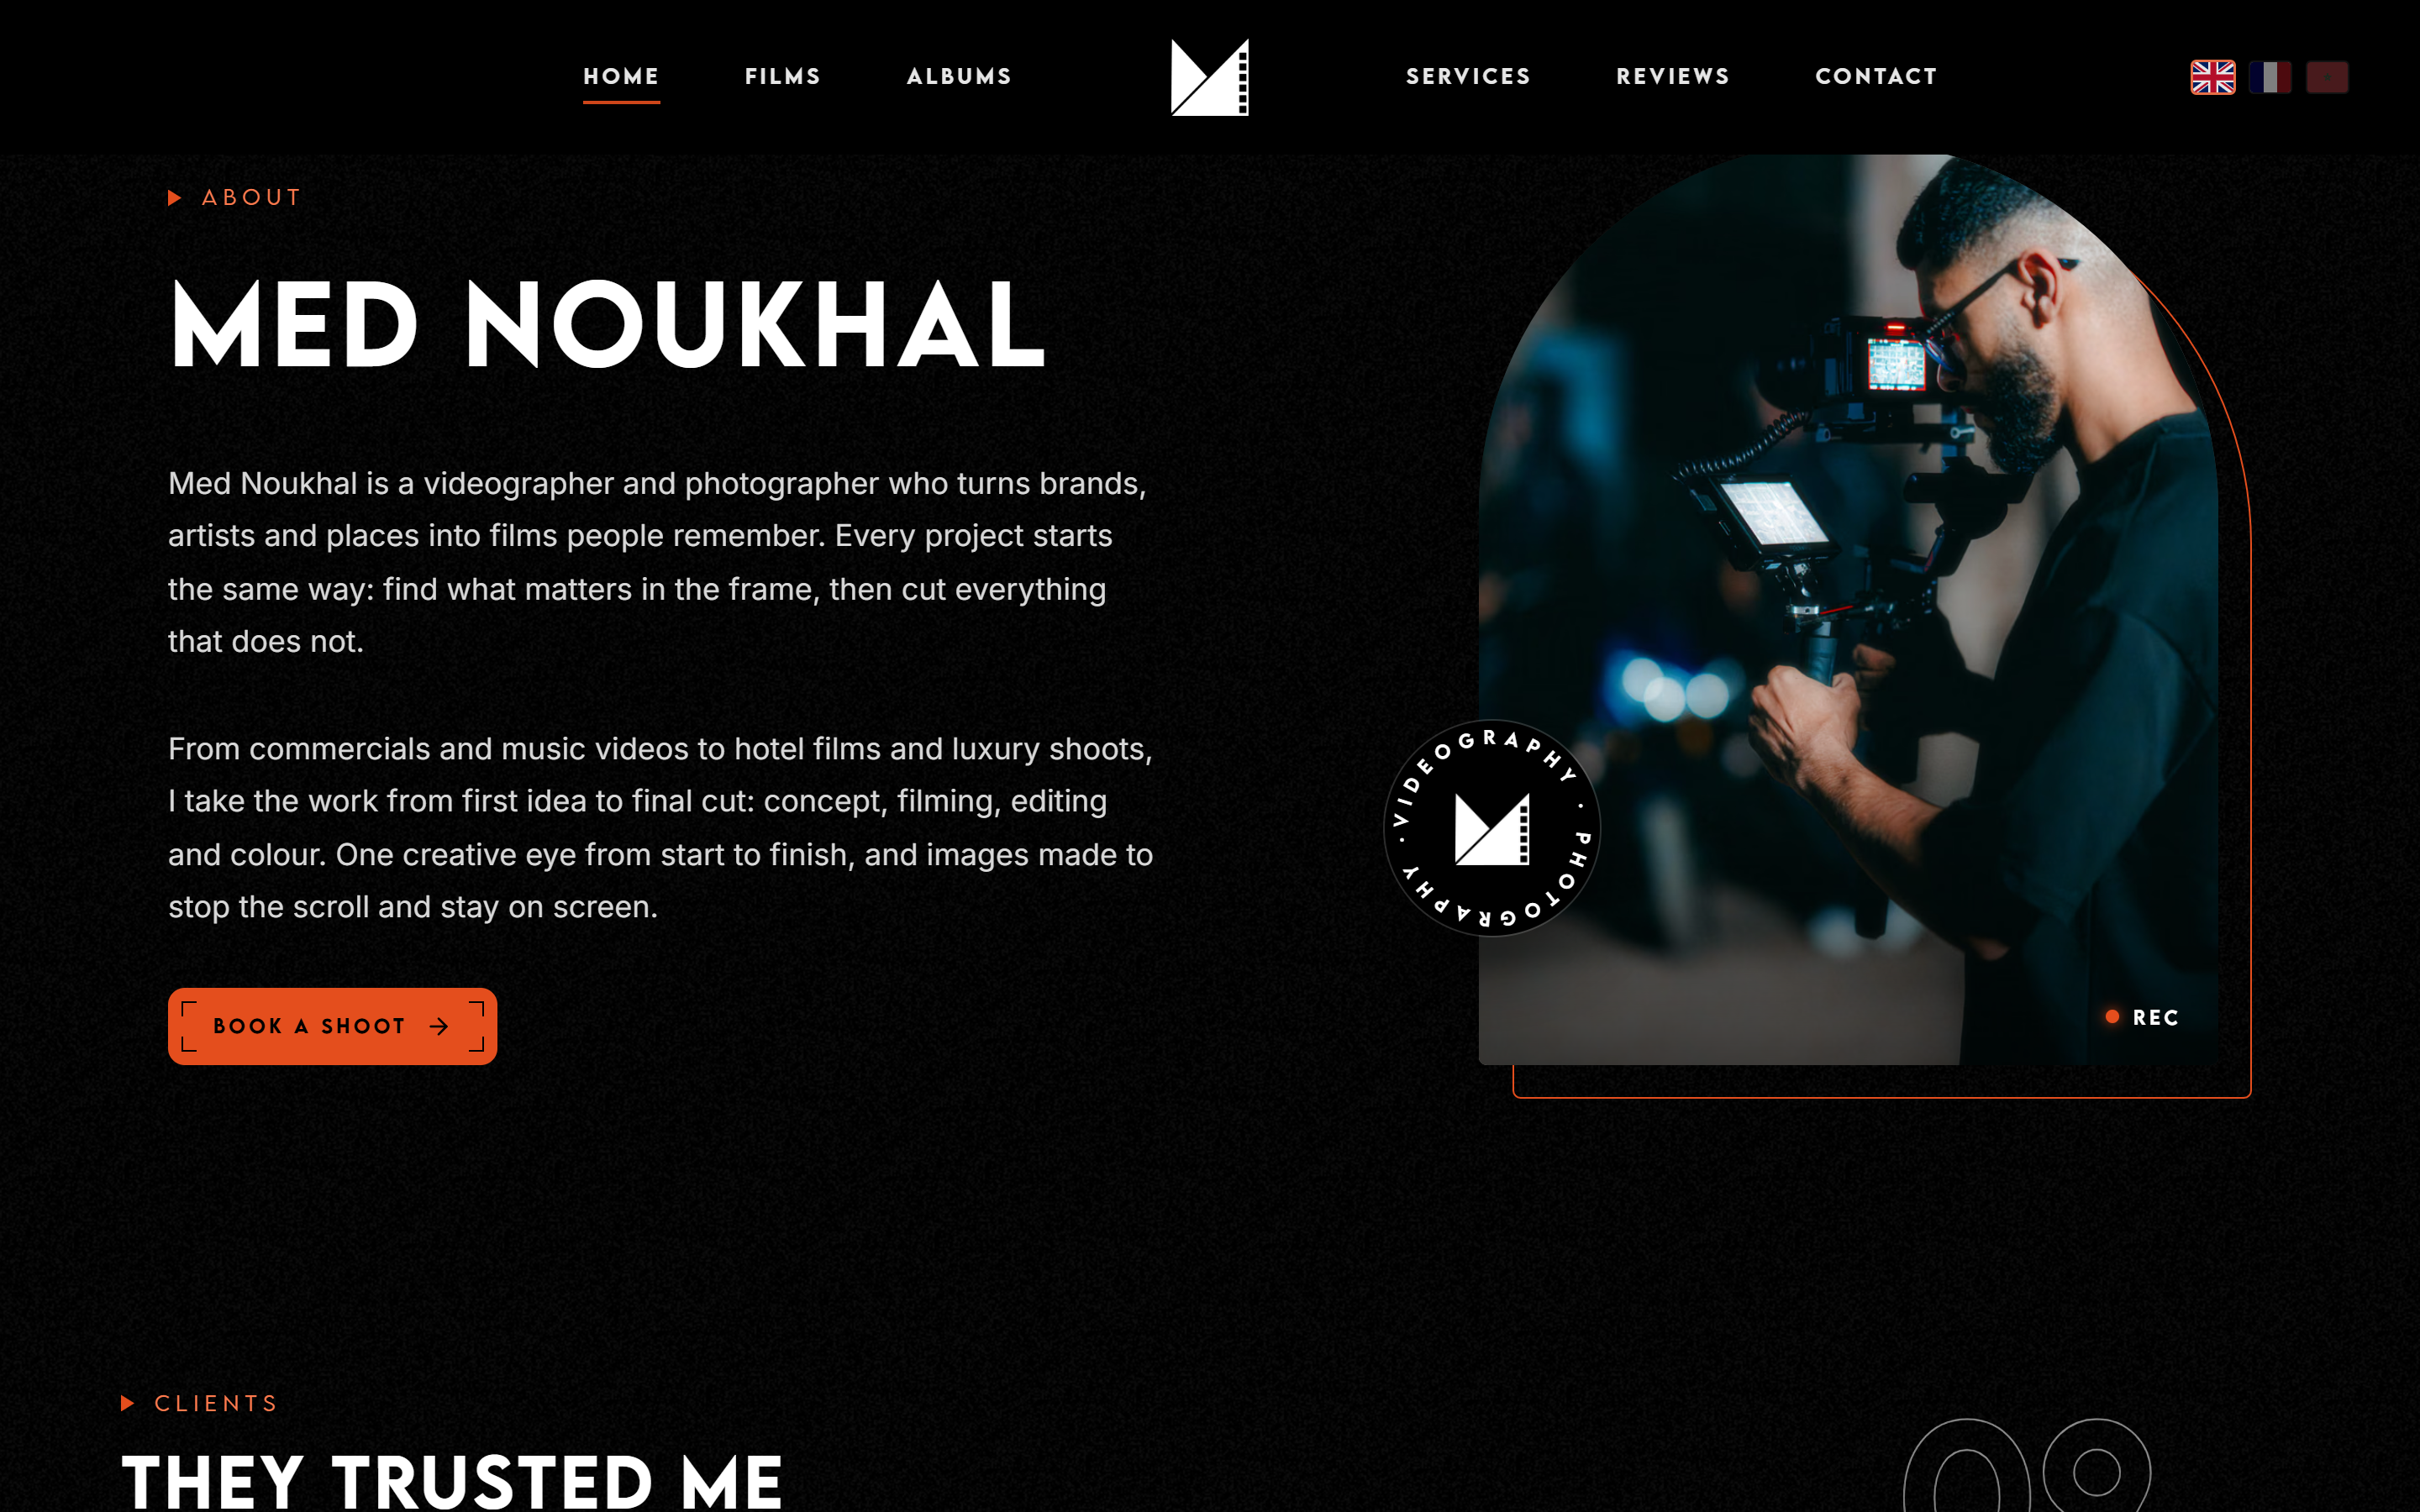 HOME FILMS ALBUMS SERVICES REVIEWS CONTACT
ABOUT
MED NOUKHAL
Med Noukhal is a videographer and photographer who turns brands,
artists and places into films people remember. Every project starts
the same way: find what matters in the frame, then cut everything
that does not.
From commercials and music videos to hotel films and luxury shoots,
I take the work from first idea to final cut: concept, filming, editing
and colour. One creative eye from start to finish, and images made to
stop the scroll and stay on screen.
BOOK A SHOOT
VIDEOGRAPHY · PHOTOGRAPHY ·
REC
CLIENTS
THEY TRUSTED ME